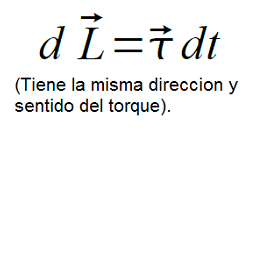 d L⃗ = τ⃗ dt
(Tiene la misma direccion y
sentido del torque).